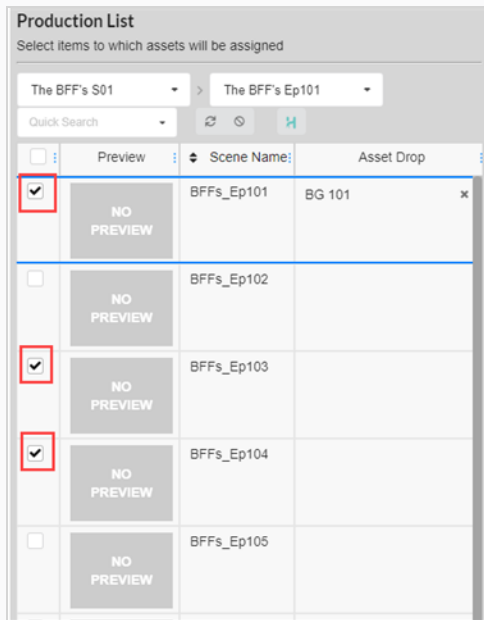 Production List
Select items to which assets will be assigned
The BFF's S01 > The BFF's Ep101
Quick Search
Preview Scene Name Asset Drop
BFFs_Ep101 BG 101 ×
NO
PREVIEW
BFFs_Ep102
NO
PREVIEW
BFFs_Ep103
NO
PREVIEW
BFFs_Ep104
NO
PREVIEW
BFFs_Ep105
NO
PREVIEW